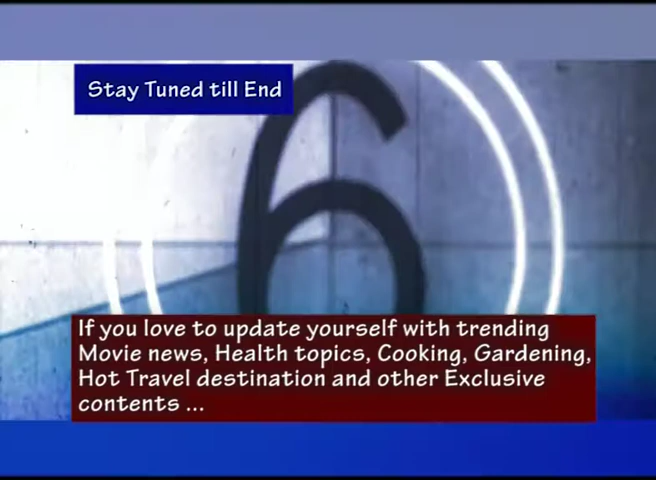 Stay Tuned till End
6
If you love to update yourself with trending
Movie news, Health topics, Cooking, Gardening,
Hot Travel destination and other Exclusive
contents ...